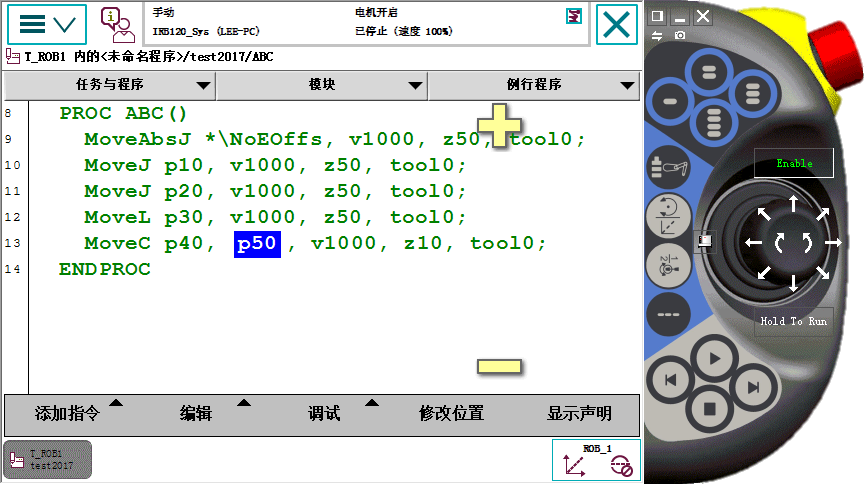 手动
电机开启
IRB120_Sys (LEE-PC)
已停止 (速度 100%)
T_ROB1 内的<未命名程序>/test2017/ABC
任务与程序
模块
例行程序
8 PROC ABC()
9 MoveAbsJ *\NoEOffs, v1000, z50, tool0;
10 MoveJ p10, v1000, z50, tool0;
11 MoveJ p20, v1000, z50, tool0;
12 MoveL p30, v1000, z50, tool0;
13 MoveC p40, p50 , v1000, z10, tool0;
14 ENDPROC
添加指令
编辑
调试
修改位置
显示声明
T_ROB1
test2017
ROB_1
Enable
Hold To Run